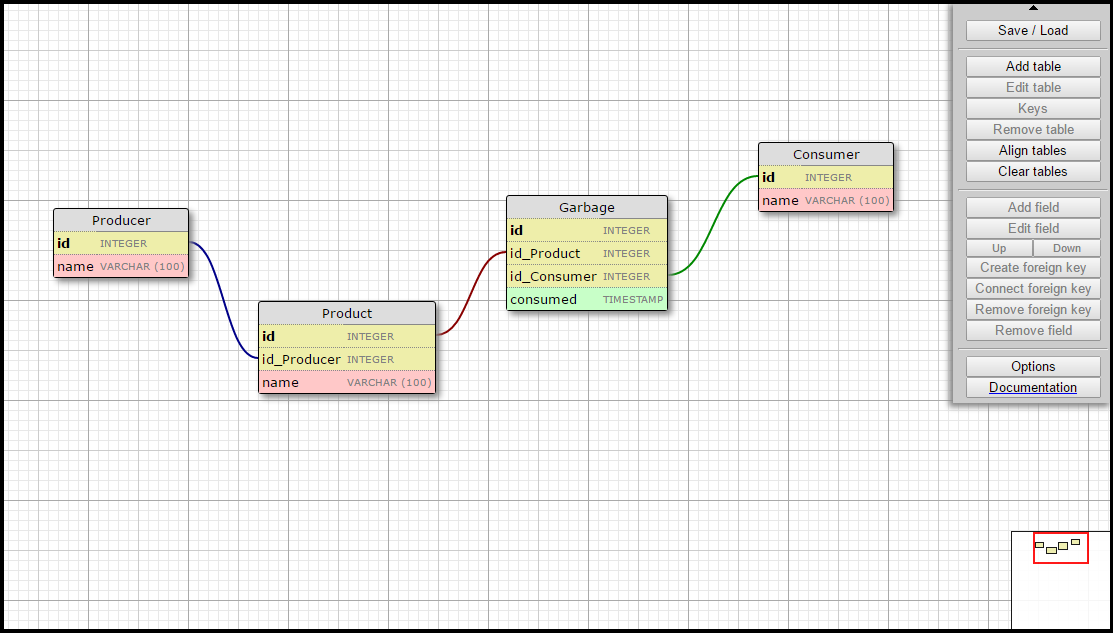 Producer
id INTEGER
name VARCHAR (100)
Product
id INTEGER
id_Producer INTEGER
name VARCHAR (100)
Garbage
id INTEGER
id_Product INTEGER
id_Consumer INTEGER
consumed TIMESTAMP
Consumer
id INTEGER
name VARCHAR (100)
Save / Load
Add table
Edit table
Keys
Remove table
Align tables
Clear tables
Add field
Edit field
Up Down
Create foreign key
Connect foreign key
Remove foreign key
Remove field
Options
Documentation